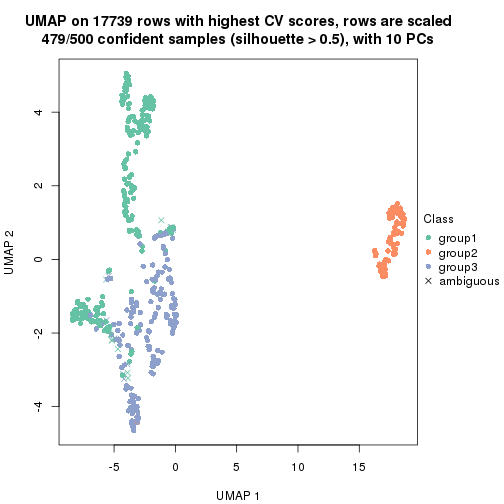 UMAP on 17739 rows with highest CV scores, rows are scaled
479/500 confident samples (silhouette > 0.5), with 10 PCs
4
2
0
-2
-4
UMAP 2
-5
0
5
10
15
UMAP 1
Class
group1
group2
group3
ambiguous